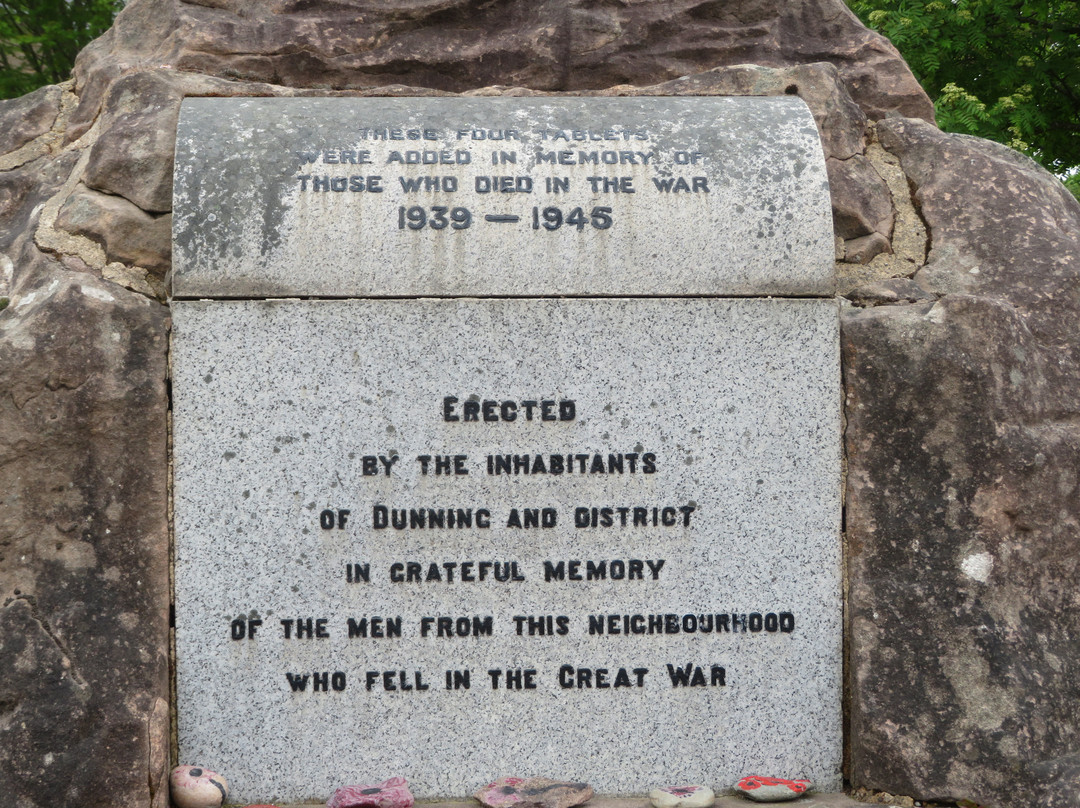 THESE FOUR TABLETS
WERE ADDED IN MEMORY OF
THOSE WHO DIED IN THE WAR
1939 — 1945
ERECTED
BY THE INHABITANTS
OF DUNNING AND DISTRICT
IN GRATEFUL MEMORY
OF THE MEN FROM THIS NEIGHBOURHOOD
WHO FELL IN THE GREAT WAR